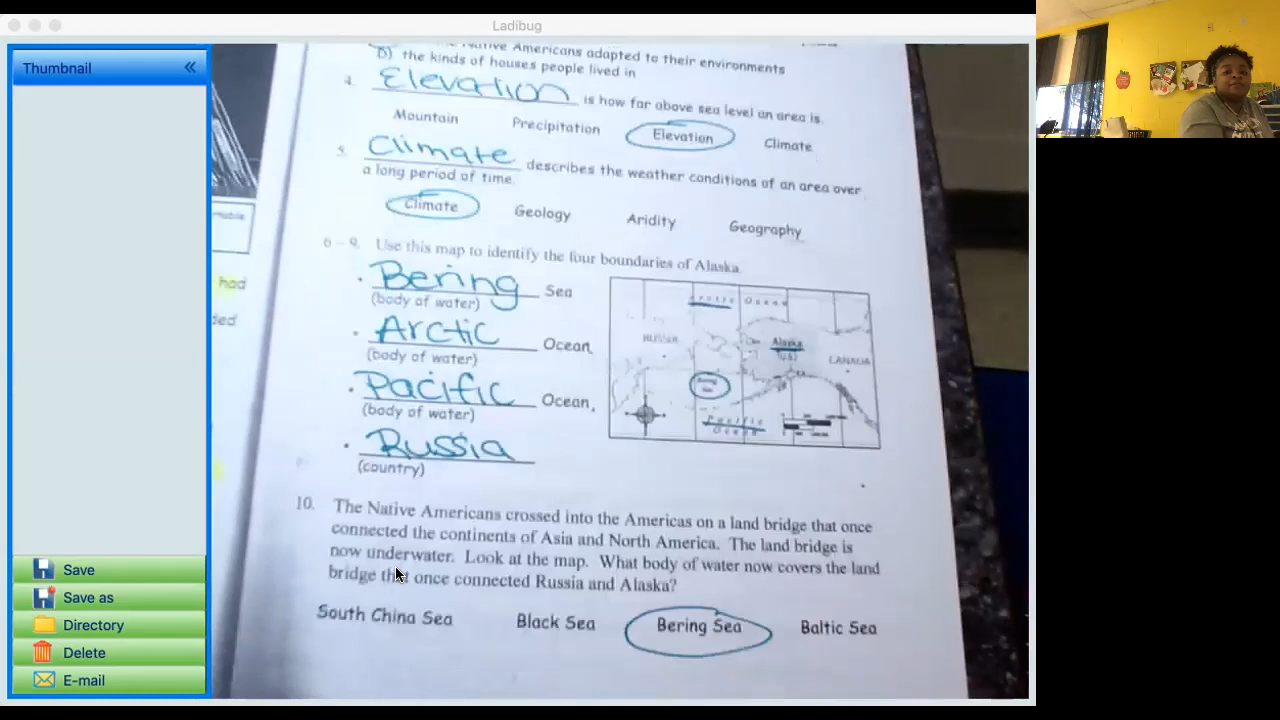 Ladibug
Thumbnail
Native Americans adapted to their environments
D) the kinds of houses people lived in
4. Elevation is how far above sea level an area is.
Mountain Precipitation Elevation Climate
5. Climate describes the weather conditions of an area over
a long period of time.
Climate Geology Aridity Geography
6 – 9. Use this map to identify the four boundaries of Alaska.
Bering Sea
(body of water)
Arctic Ocean,
(body of water)
Pacific Ocean,
(body of water)
Russia
(country)
Arctic Ocean
RUSSIA
Alaska
(U.S.)
CANADA
Bering
Sea
Pacific
Ocean
had
10. The Native Americans crossed into the Americas on a land bridge that once
connected the continents of Asia and North America. The land bridge is
now underwater. Look at the map. What body of water now covers the land
bridge that once connected Russia and Alaska?
South China Sea Black Sea Bering Sea Baltic Sea
Save
Save as
Directory
Delete
E-mail